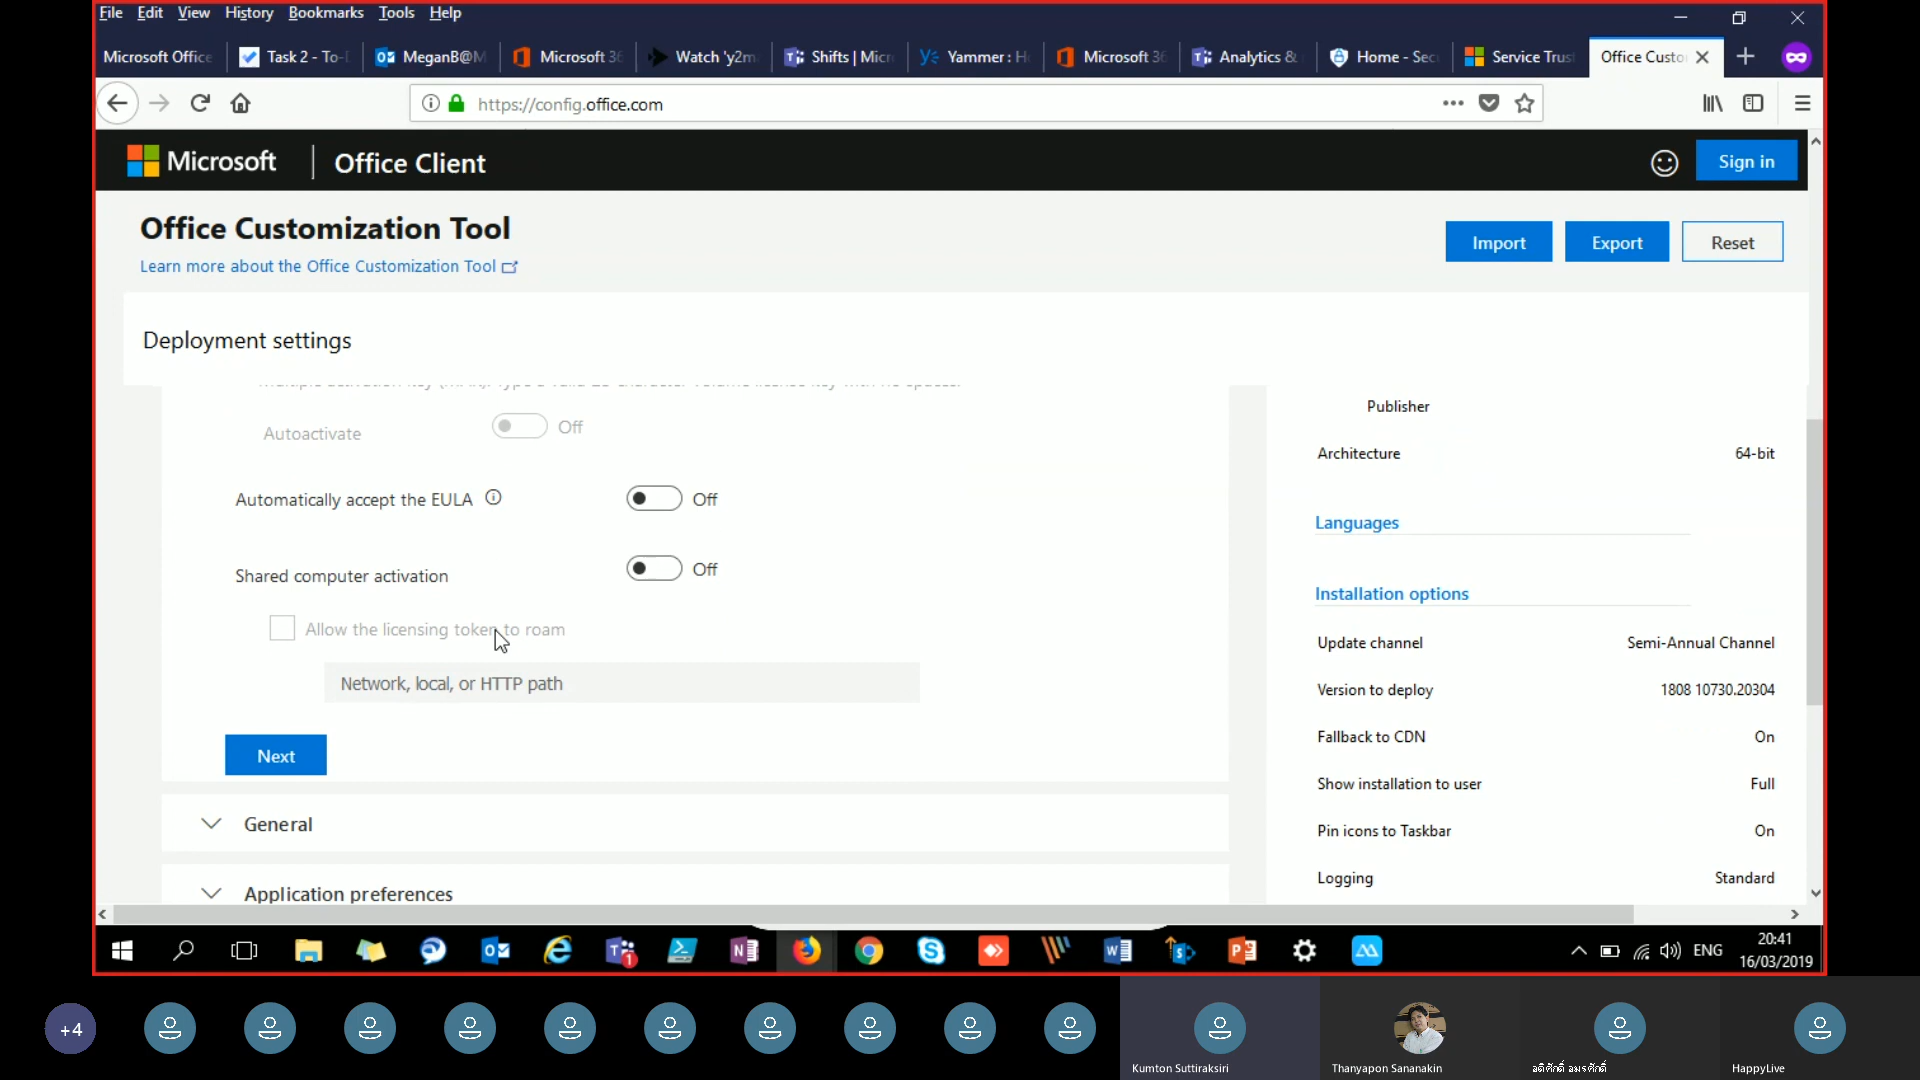 File Edit View History Bookmarks Tools Help
Microsoft Office
Task 2 - To-
MeganB@M
Microsoft 36
Watch 'y2m
Shifts | Micr
Yammer : H
Microsoft 36
Analytics &
Home - Sec
Service Trus
Office Custo
https://config.office.com
Microsoft
Office Client
Sign in
Office Customization Tool
Learn more about the Office Customization Tool
Import
Export
Reset
Deployment settings
Autoactivate
Off
Automatically accept the EULA
Off
Shared computer activation
Off
Allow the licensing token to roam
Network, local, or HTTP path
Next
General
Application preferences
Publisher
Architecture 64-bit
Languages
Installation options
Update channel Semi-Annual Channel
Version to deploy 1808 10730.20304
Fallback to CDN On
Show installation to user Full
Pin icons to Taskbar On
Logging Standard
ENG
20:41
16/03/2019
+4
Kumton Suttiraksiri
Thanyapon Sananakin
HappyLive